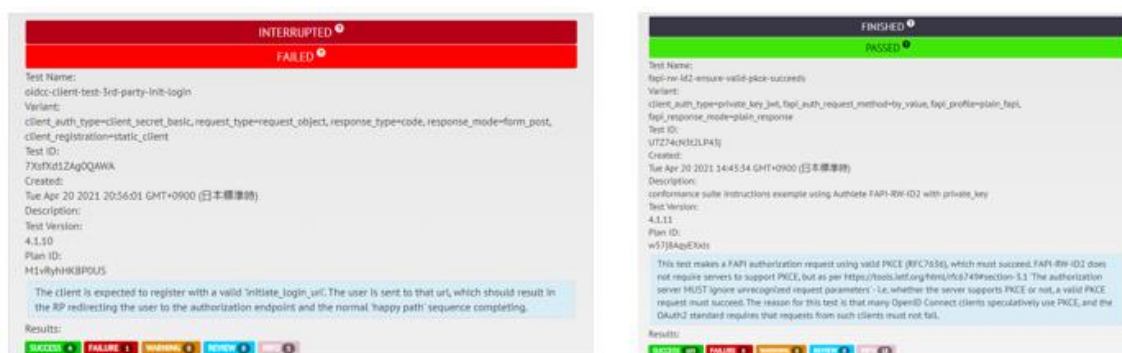 INTERRUPTED
FAILED
Test Name:
oidcc-client-test-3rd-party-init-login
Variant:
client_auth_type=client_secret_basic, request_type=request_object, response_type=code, response_mode=form_post,
client_registration=static_client
Test ID:
7XsfXd1ZAg0QAWA
Created:
Tue Apr 20 2021 20:56:01 GMT+0900 (日本標準時)
Description:
Test Version:
4.1.10
Plan ID:
M1vRyhHKBP0US
The client is expected to register with a valid 'initiate_login_uri'. The user is sent to that url, which should result in
the RP redirecting the user to the authorization endpoint and the normal 'happy path' sequence completing.
Results:
SUCCESS 4 FAILURE 1 WARNING 0 REVIEW 0 INFO
FINISHED
PASSED
Test Name:
fapi-rw-id2-ensure-valid-pkce-succeeds
Variant:
client_auth_type=private_key_jwt, fapi_auth_request_method=by_value, fapi_profile=plain_fapi,
fapi_response_mode=plain_response
Test ID:
Created:
Tue Apr 20 2021 14:45:34 GMT+0900 (日本標準時)
Description:
conformance suite instructions example using Authlete FAPI-RW-ID2 with private_key
Test Version:
4.1.11
Plan ID:
This test makes a FAPI authorization request using valid PKCE (RFC7636), which must succeed. FAPI-RW-ID2 does
not require servers to support PKCE, but as per https://tools.ietf.org/html/rfc6749#section-3.1 'The authorization
server MUST ignore unrecognized request parameters' - i.e. whether the server supports PKCE or not, a valid PKCE
request must succeed. The reason for this test is that many OpenID Connect clients speculatively use PKCE, and the
OAuth2 standard requires that requests from such clients must not fail.
Results:
SUCCESS FAILURE WARNING REVIEW INFO